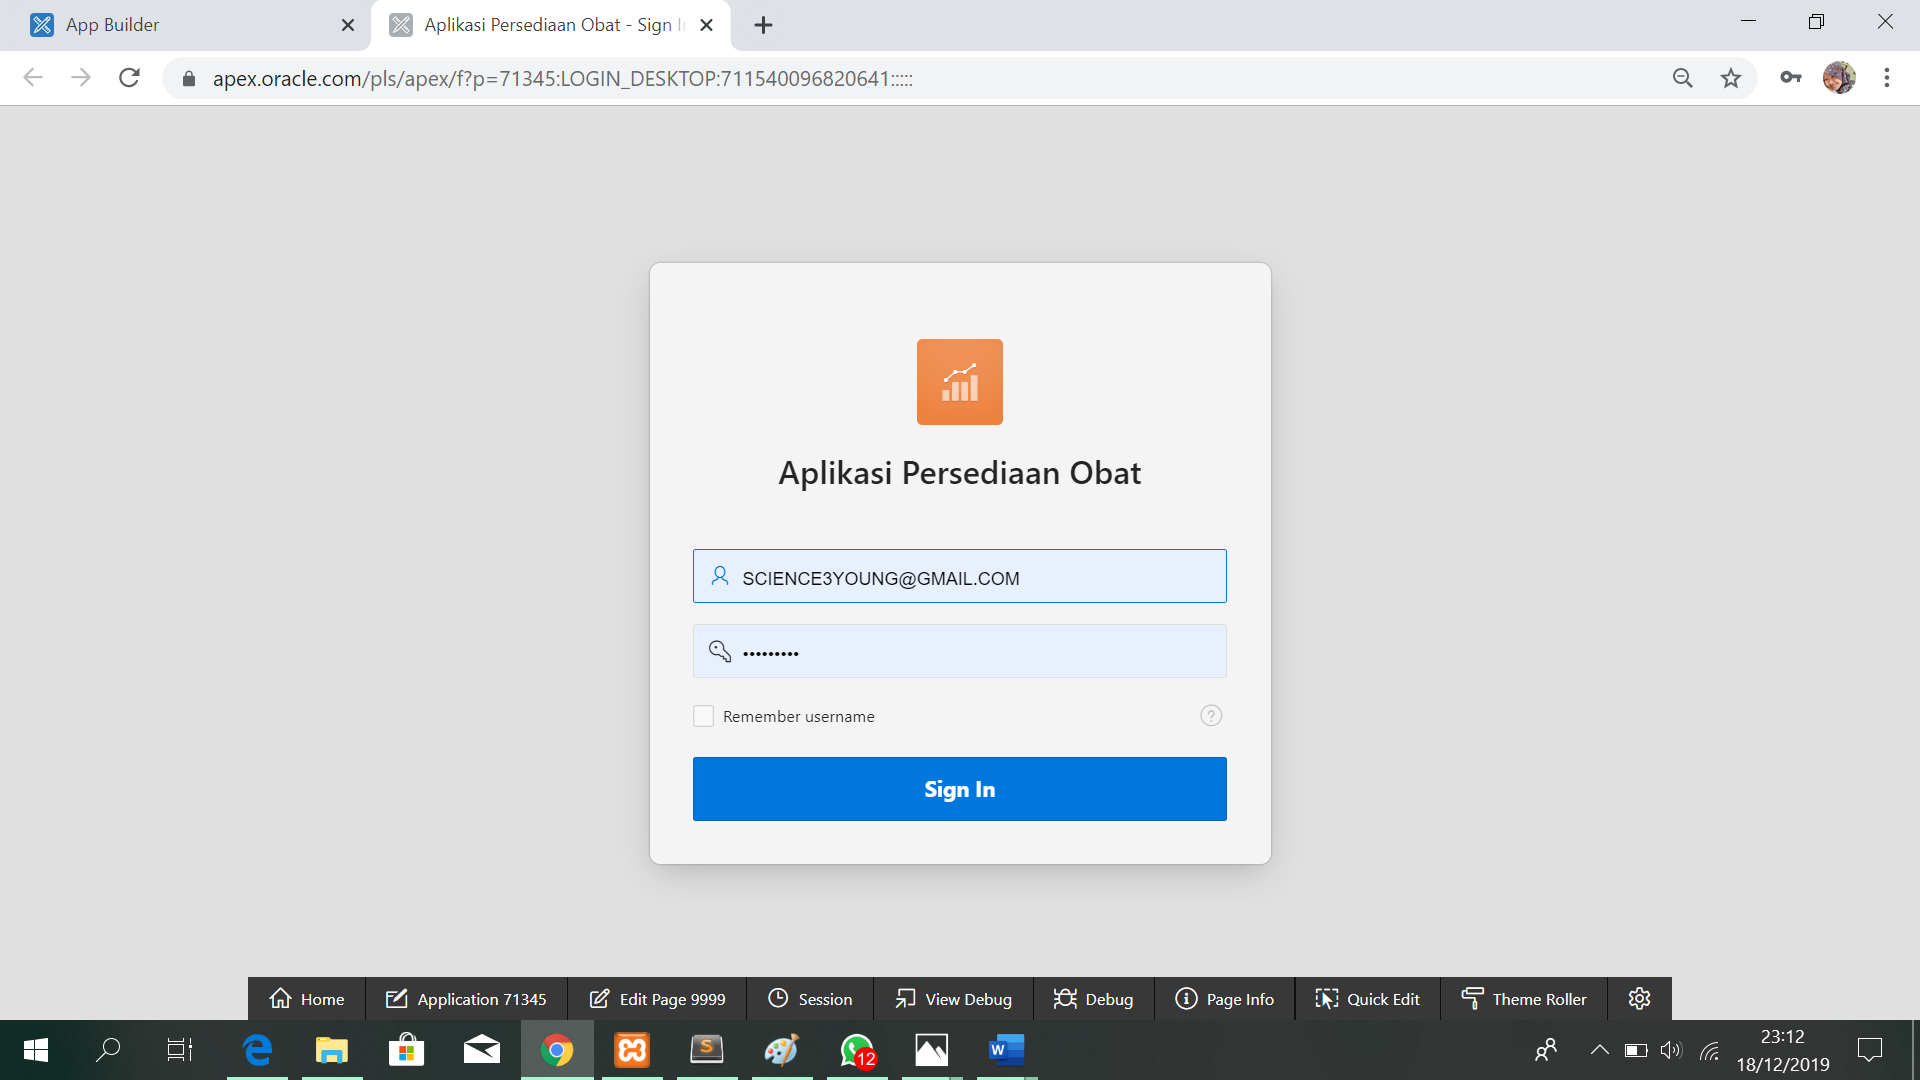 App Builder
Aplikasi Persediaan Obat - Sign I
apex.oracle.com/pls/apex/f?p=71345:LOGIN_DESKTOP:711540096820641:::::
Aplikasi Persediaan Obat
SCIENCE3YOUNG@GMAIL.COM
•••••••••
Remember username
?
Sign In
Home
Application 71345
Edit Page 9999
Session
View Debug
Debug
Page Info
Quick Edit
Theme Roller
12
23:12
18/12/2019